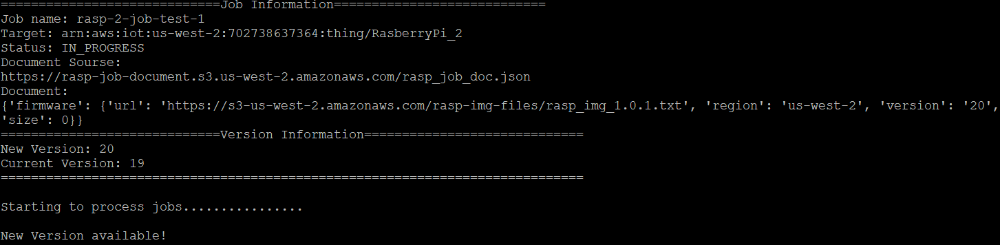 =============================Job Information============================
Job name: rasp-2-job-test-1
Target: arn:aws:iot:us-west-2:702738637364:thing/RasberryPi_2
Status: IN_PROGRESS
Document Sourse:
https://rasp-job-document.s3.us-west-2.amazonaws.com/rasp_job_doc.json
Document:
{'firmware': {'url': 'https://s3-us-west-2.amazonaws.com/rasp-img-files/rasp_img_1.0.1.txt', 'region': 'us-west-2', 'version': '20',
'size': 0}}
=============================Version Information=============================
New Version: 20
Current Version: 19
=============================================================================
Starting to process jobs................
New Version available!